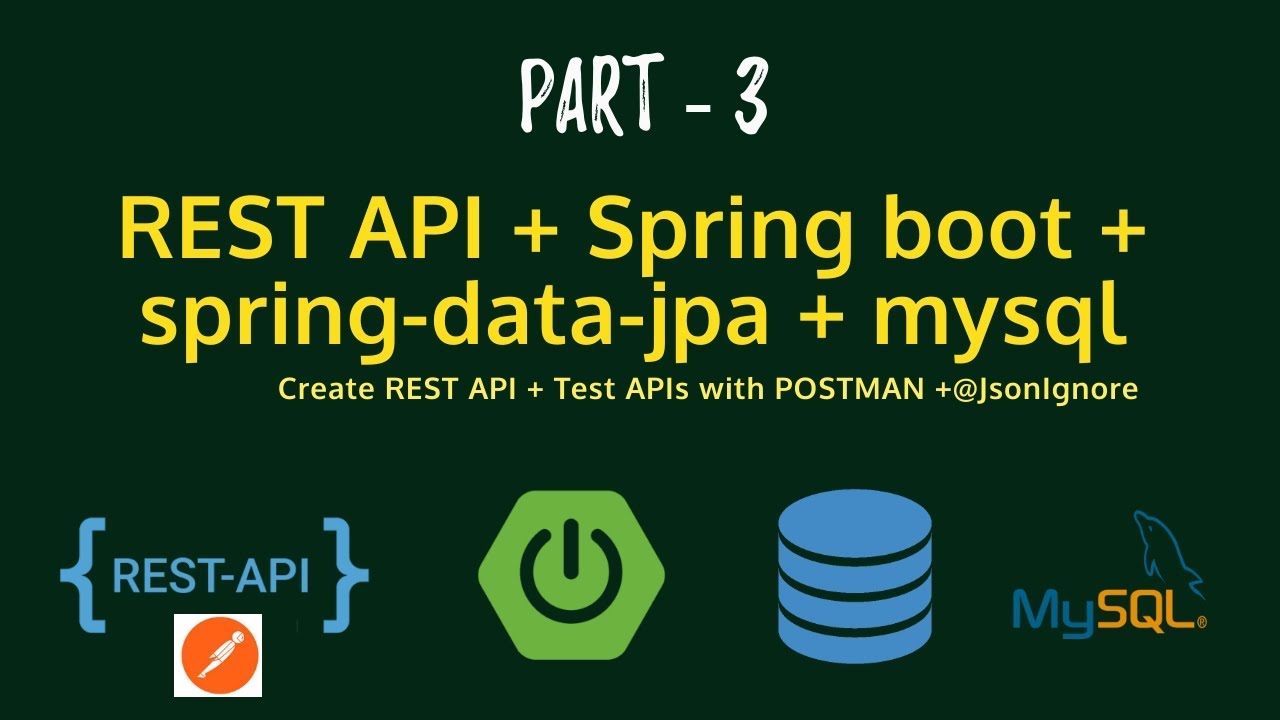 PART - 3
REST API + Spring boot +
spring-data-jpa + mysql
Create REST API + Test APIs with POSTMAN +@JsonIgnore
{REST-API}
MySQL®